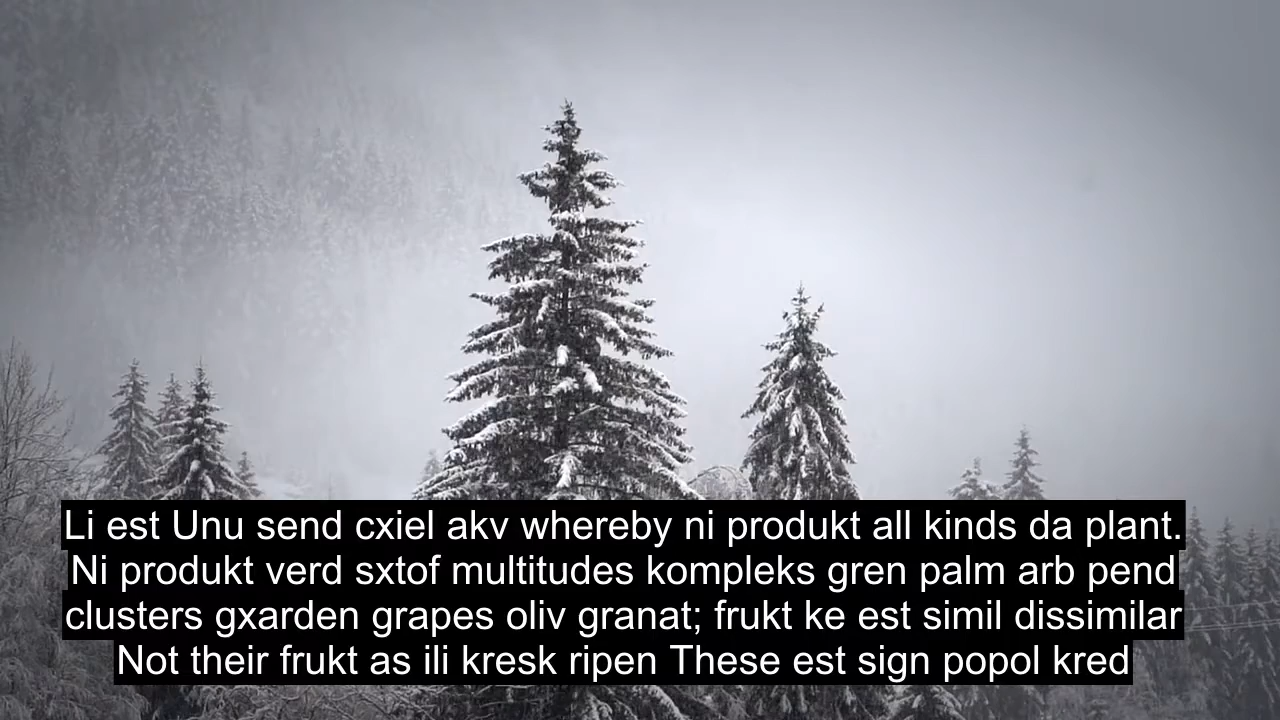 Li est Unu send cxiel akv whereby ni produkt all kinds da plant.
Ni produkt verd sxtof multitudes kompleks gren palm arb pend
clusters gxarden grapes oliv granat; frukt ke est simil dissimilar
Not their frukt as ili kresk ripen These est sign popol kred